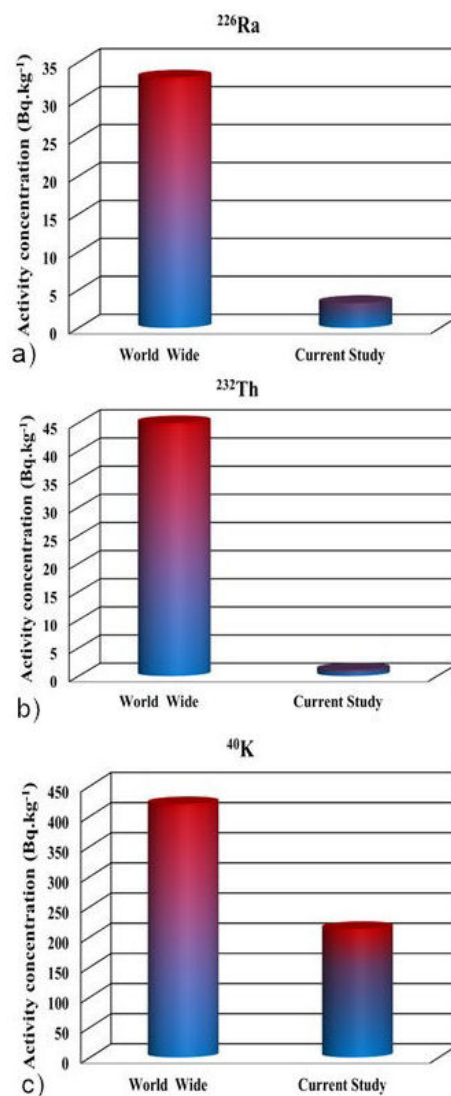 ²²⁶Ra
Activity concentration (Bq.kg⁻¹)
35
30
25
20
15
10
5
0
a)
World Wide Current Study
²³²Th
Activity concentration (Bq.kg⁻¹)
45
40
35
30
25
20
15
10
5
0
b)
World Wide Current Study
⁴⁰K
Activity concentration (Bq.kg⁻¹)
450
400
350
300
250
200
150
100
50
0
c)
World Wide Current Study